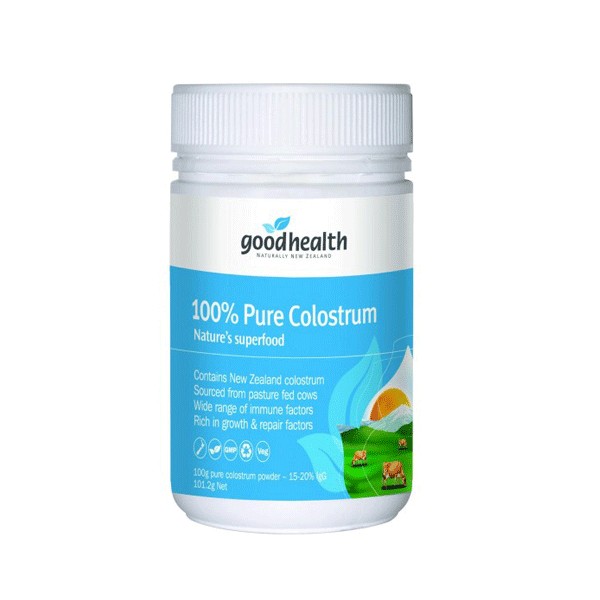 goodhealth
NATURALLY NEW ZEALAND
100% Pure Colostrum
Nature's superfood
Contains New Zealand colostrum
Sourced from pasture fed cows
Wide range of immune factors
Rich in growth & repair factors
GMP
Veg
100g pure colostrum powder – 15-20% IgG
101.2g Net